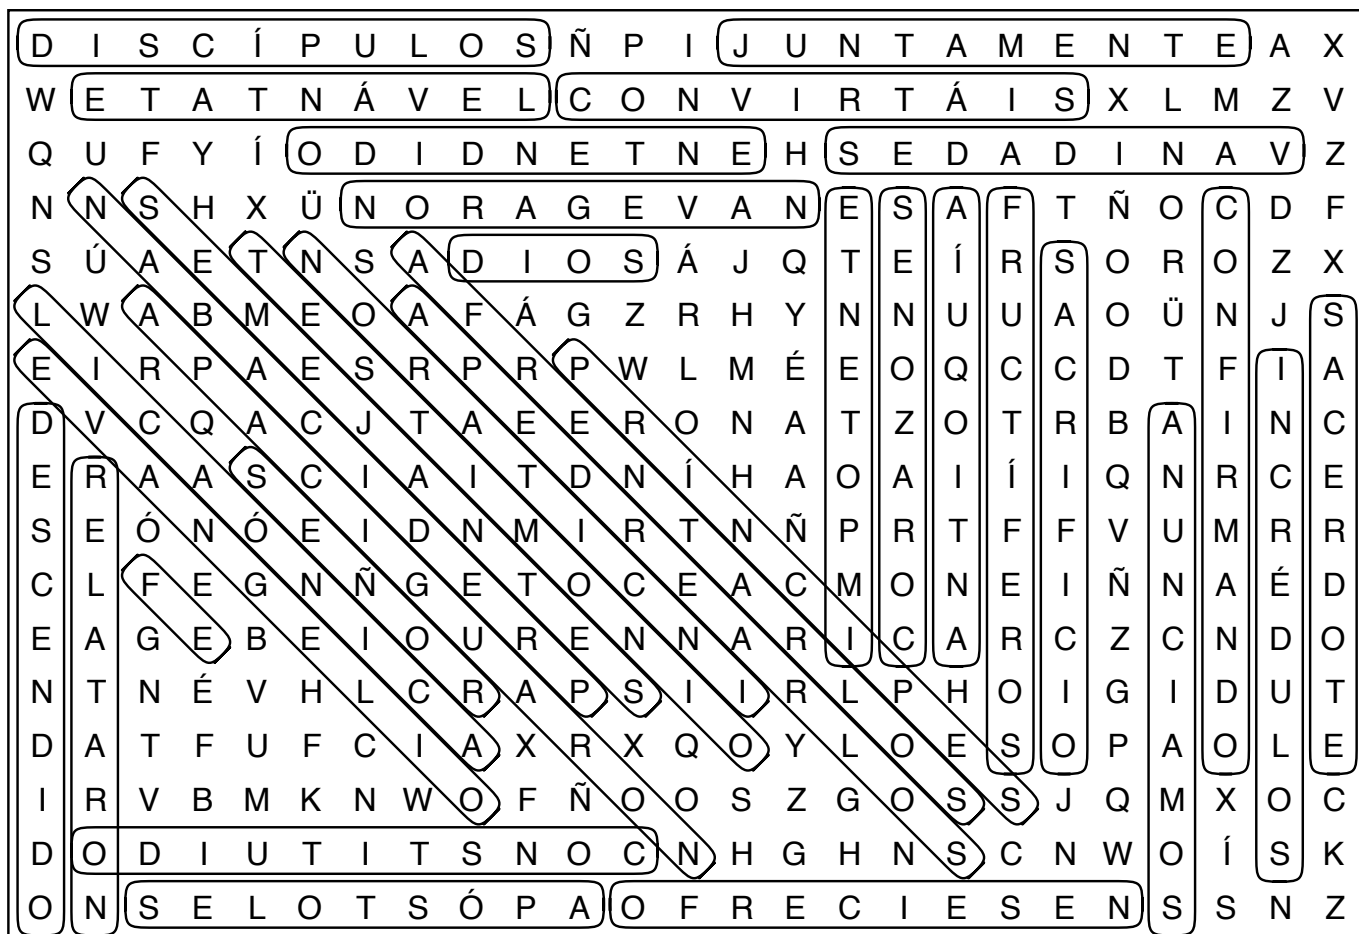 D I S C Í P U L O S Ñ P I J U N T A M E N T E A X
W E T A T N Á V E L C O N V I R T Á I S X L M Z V
Q U F Y Í O D I D N E T N E H S E D A D I N A V Z
N N S H X Ü N O R A G E V A N E S A F T Ñ O C D F
S Ú A E T N S A D I O S Á J Q T E Í R S O R O Z X
L W A B M E O A F Á G Z R H Y N N U U A O Ü N J S
E I R P A E S R P R P W L M É E O Q C C D T F I A
D V C Q A C J T A E E R O N A T Z O T R B A I N C
E R A A S C I A I T D N Í H A O A I Í I Q N R C E
S E Ó N Ó E I D N M I R T N Ñ P R T F F V U M R R
C L F E G N Ñ G E T O C E A C M O N E I Ñ N A É D
E A G E B E I O U R E N N A R I C A R C Z C N D O
N T N É V H L C R A P S I I R L P H O I G I D U T
D A T F U F C I A X R X Q O Y L O E S O P A O L E
I R V B M K N W O F Ñ O O S Z G O S S J Q M X O C
D O D I U T I T S N O C N H G H N S C N W O Í S K
O N S E L O T S Ó P A O F R E C I E S E N S S N Z